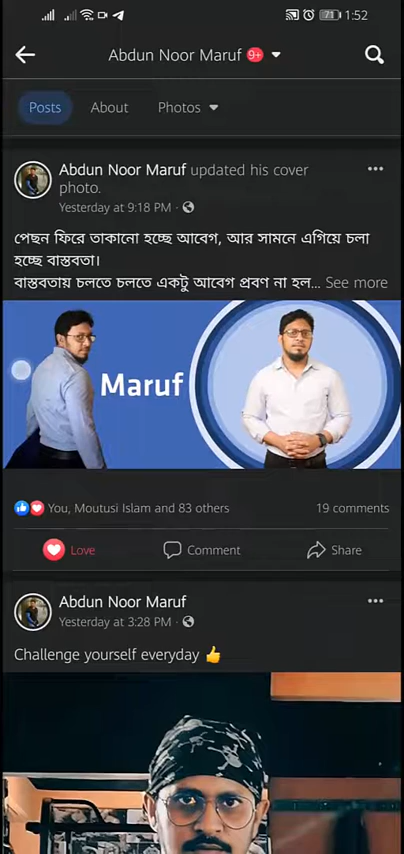 1:52
71
Abdun Noor Maruf 9+
Posts About Photos
Abdun Noor Maruf updated his cover
photo.
Yesterday at 9:18 PM ·
পেছন ফিরে তাকানো হচ্ছে আবেগ, আর সামনে এগিয়ে চলা
হচ্ছে বাস্তবতা।
বাস্তবতায় চলতে চলতে একটু আবেগ প্রবণ না হল... See more
Maruf
You, Moutusi Islam and 83 others 19 comments
Love Comment Share
Abdun Noor Maruf
Yesterday at 3:28 PM ·
Challenge yourself everyday 👍